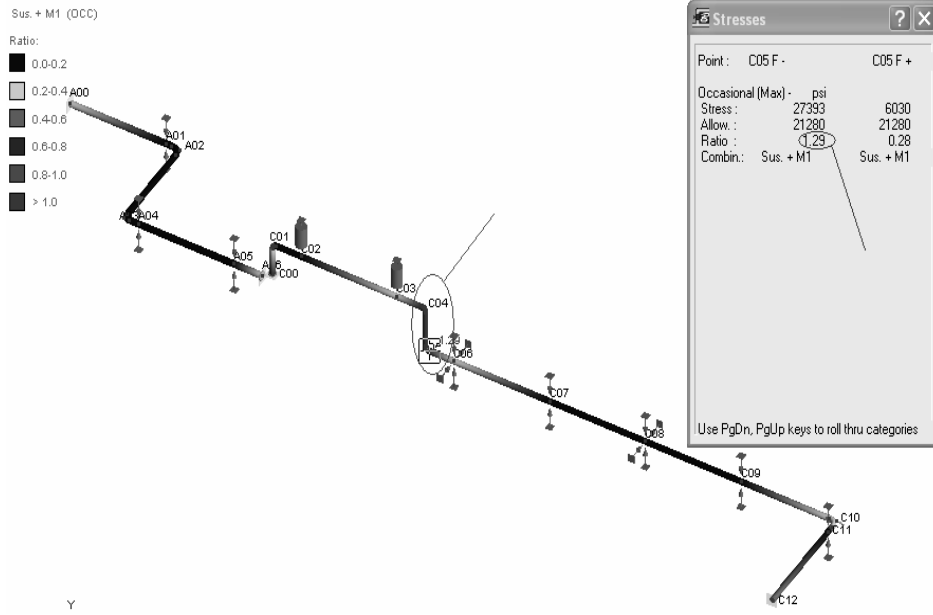 Sus. + M1 (OCC)
Ratio:
0.0-0.2
0.2-0.4
0.4-0.6
0.6-0.8
0.8-1.0
> 1.0
A00
A01
A02
A04
A05
C00
C01
C02
C03
C04
1.29
C06
C07
C08
C09
C10
C11
C12
Y
Stresses
Point : C05 F - C05 F +
Occasional (Max) - psi
Stress : 27393 6030
Allow. : 21280 21280
Ratio : 1.29 0.28
Combin.: Sus. + M1 Sus. + M1
Use PgDn, PgUp keys to roll thru categories